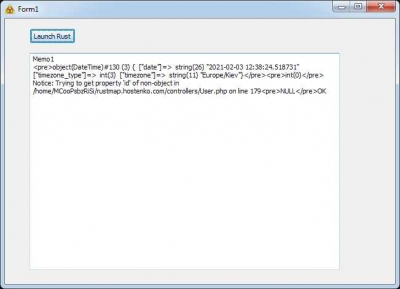 Form1
Launch Rust
Memo1
<pre>object(DateTime)#130 (3) { ["date"]=> string(26) "2021-02-03 12:38:24.518731"
["timezone_type"]=> int(3) ["timezone"]=> string(11) "Europe/Kiev"}</pre><pre>int(0)</pre>
Notice: Trying to get property 'id' of non-object in
/home/MCooPsbzRiSi/rustmap.hostenko.com/controllers/User.php on line 179<pre>NULL</pre>OK